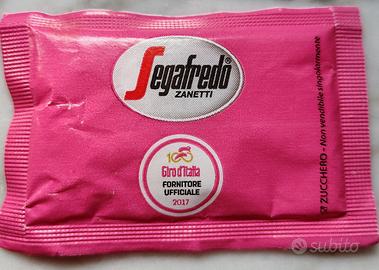 Segafredo®
ZANETTI
100
Giro d'Italia
FORNITORE
UFFICIALE
2017
ZUCCHERO - Non vendibile singolarmente
subito